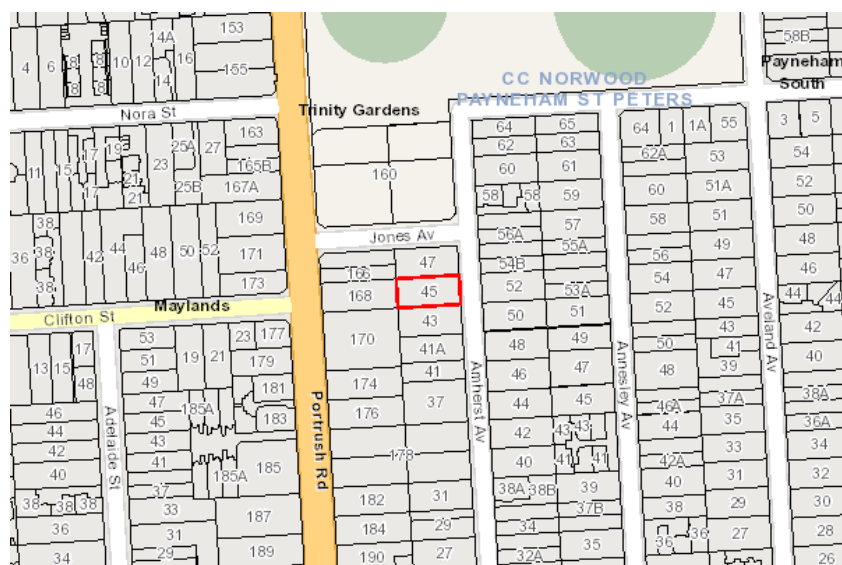 153
14A
4 6 8 8 10 12 16
14
8 8
155
58B
Payneham
South
CC NORWOOD
PAYNEHAM ST PETERS
Nora St
Trinity Gardens
163
25A 27
17 19
11 15 23 165B
21
17 21 25B 167A
160
64 65
62 63
60 61
58 58 59
57
56A
55A
54B
52 53A
50 51
64 1 1A 55
62A 53
60 51A
58 51
49
56
54 47
52 45
43
50 41
48 39
3 5
54
52
50
48
46
44 44
42
40
38
36 38 42 44 48 50 52
46
38
169
171
173
Jones Av
47
166
168 45
43
170
41A
41
174
37
176
178
182 31
184 29
190 27
Clifton St
Maylands
53
51
49
47
45
43
41
37
33
31
29
19 21 23 177
179
181
183
185A
185
185A
187
189
17
13 15
48
46
44
42
40
38 38 38
36
34
Adelaide St
Portrush Rd
Amherst Av
Annesley Av
Aveland Av
48 49
46 47
44 45
42 43 43
40 41 41
38A 38B 39
37B
34
32A 35
46A 37A
44 35
33
42A
40 31
38 29
36 36 27
38A
36A
34
32
30
28
26